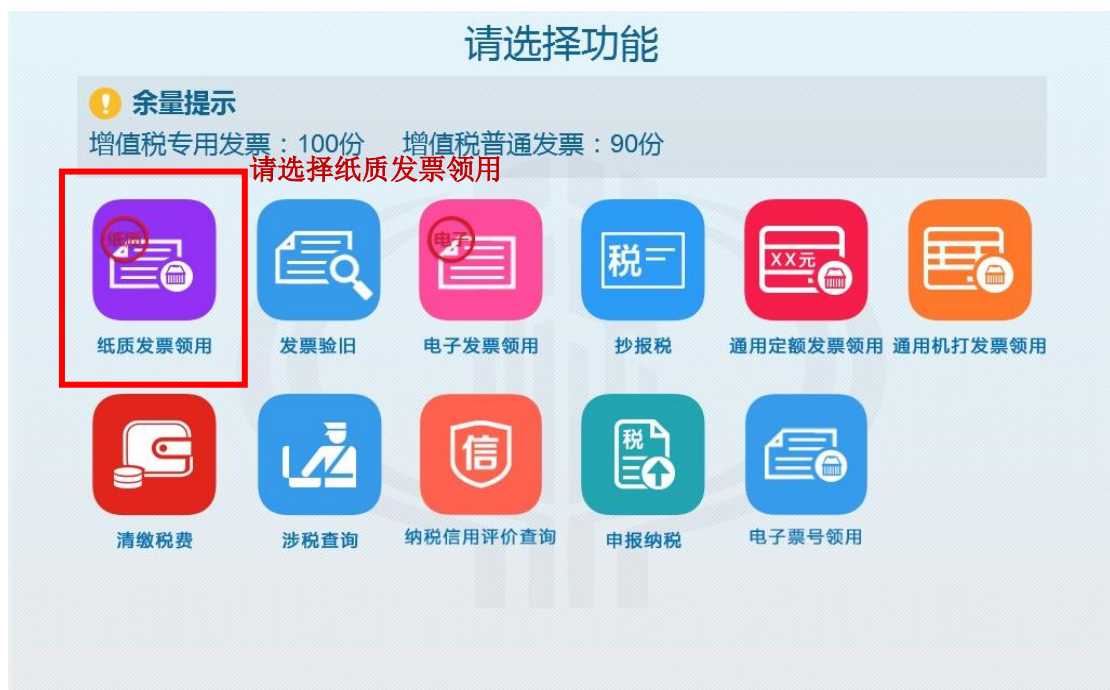 请选择功能
余量提示
增值税专用发票：100份 增值税普通发票：90份
请选择纸质发票领用
纸质
电子
税
XX元
纸质发票领用 发票验旧 电子发票领用 抄报税 通用定额发票领用 通用机打发票领用
信
税
清缴税费 涉税查询 纳税信用评价查询 申报纳税 电子票号领用